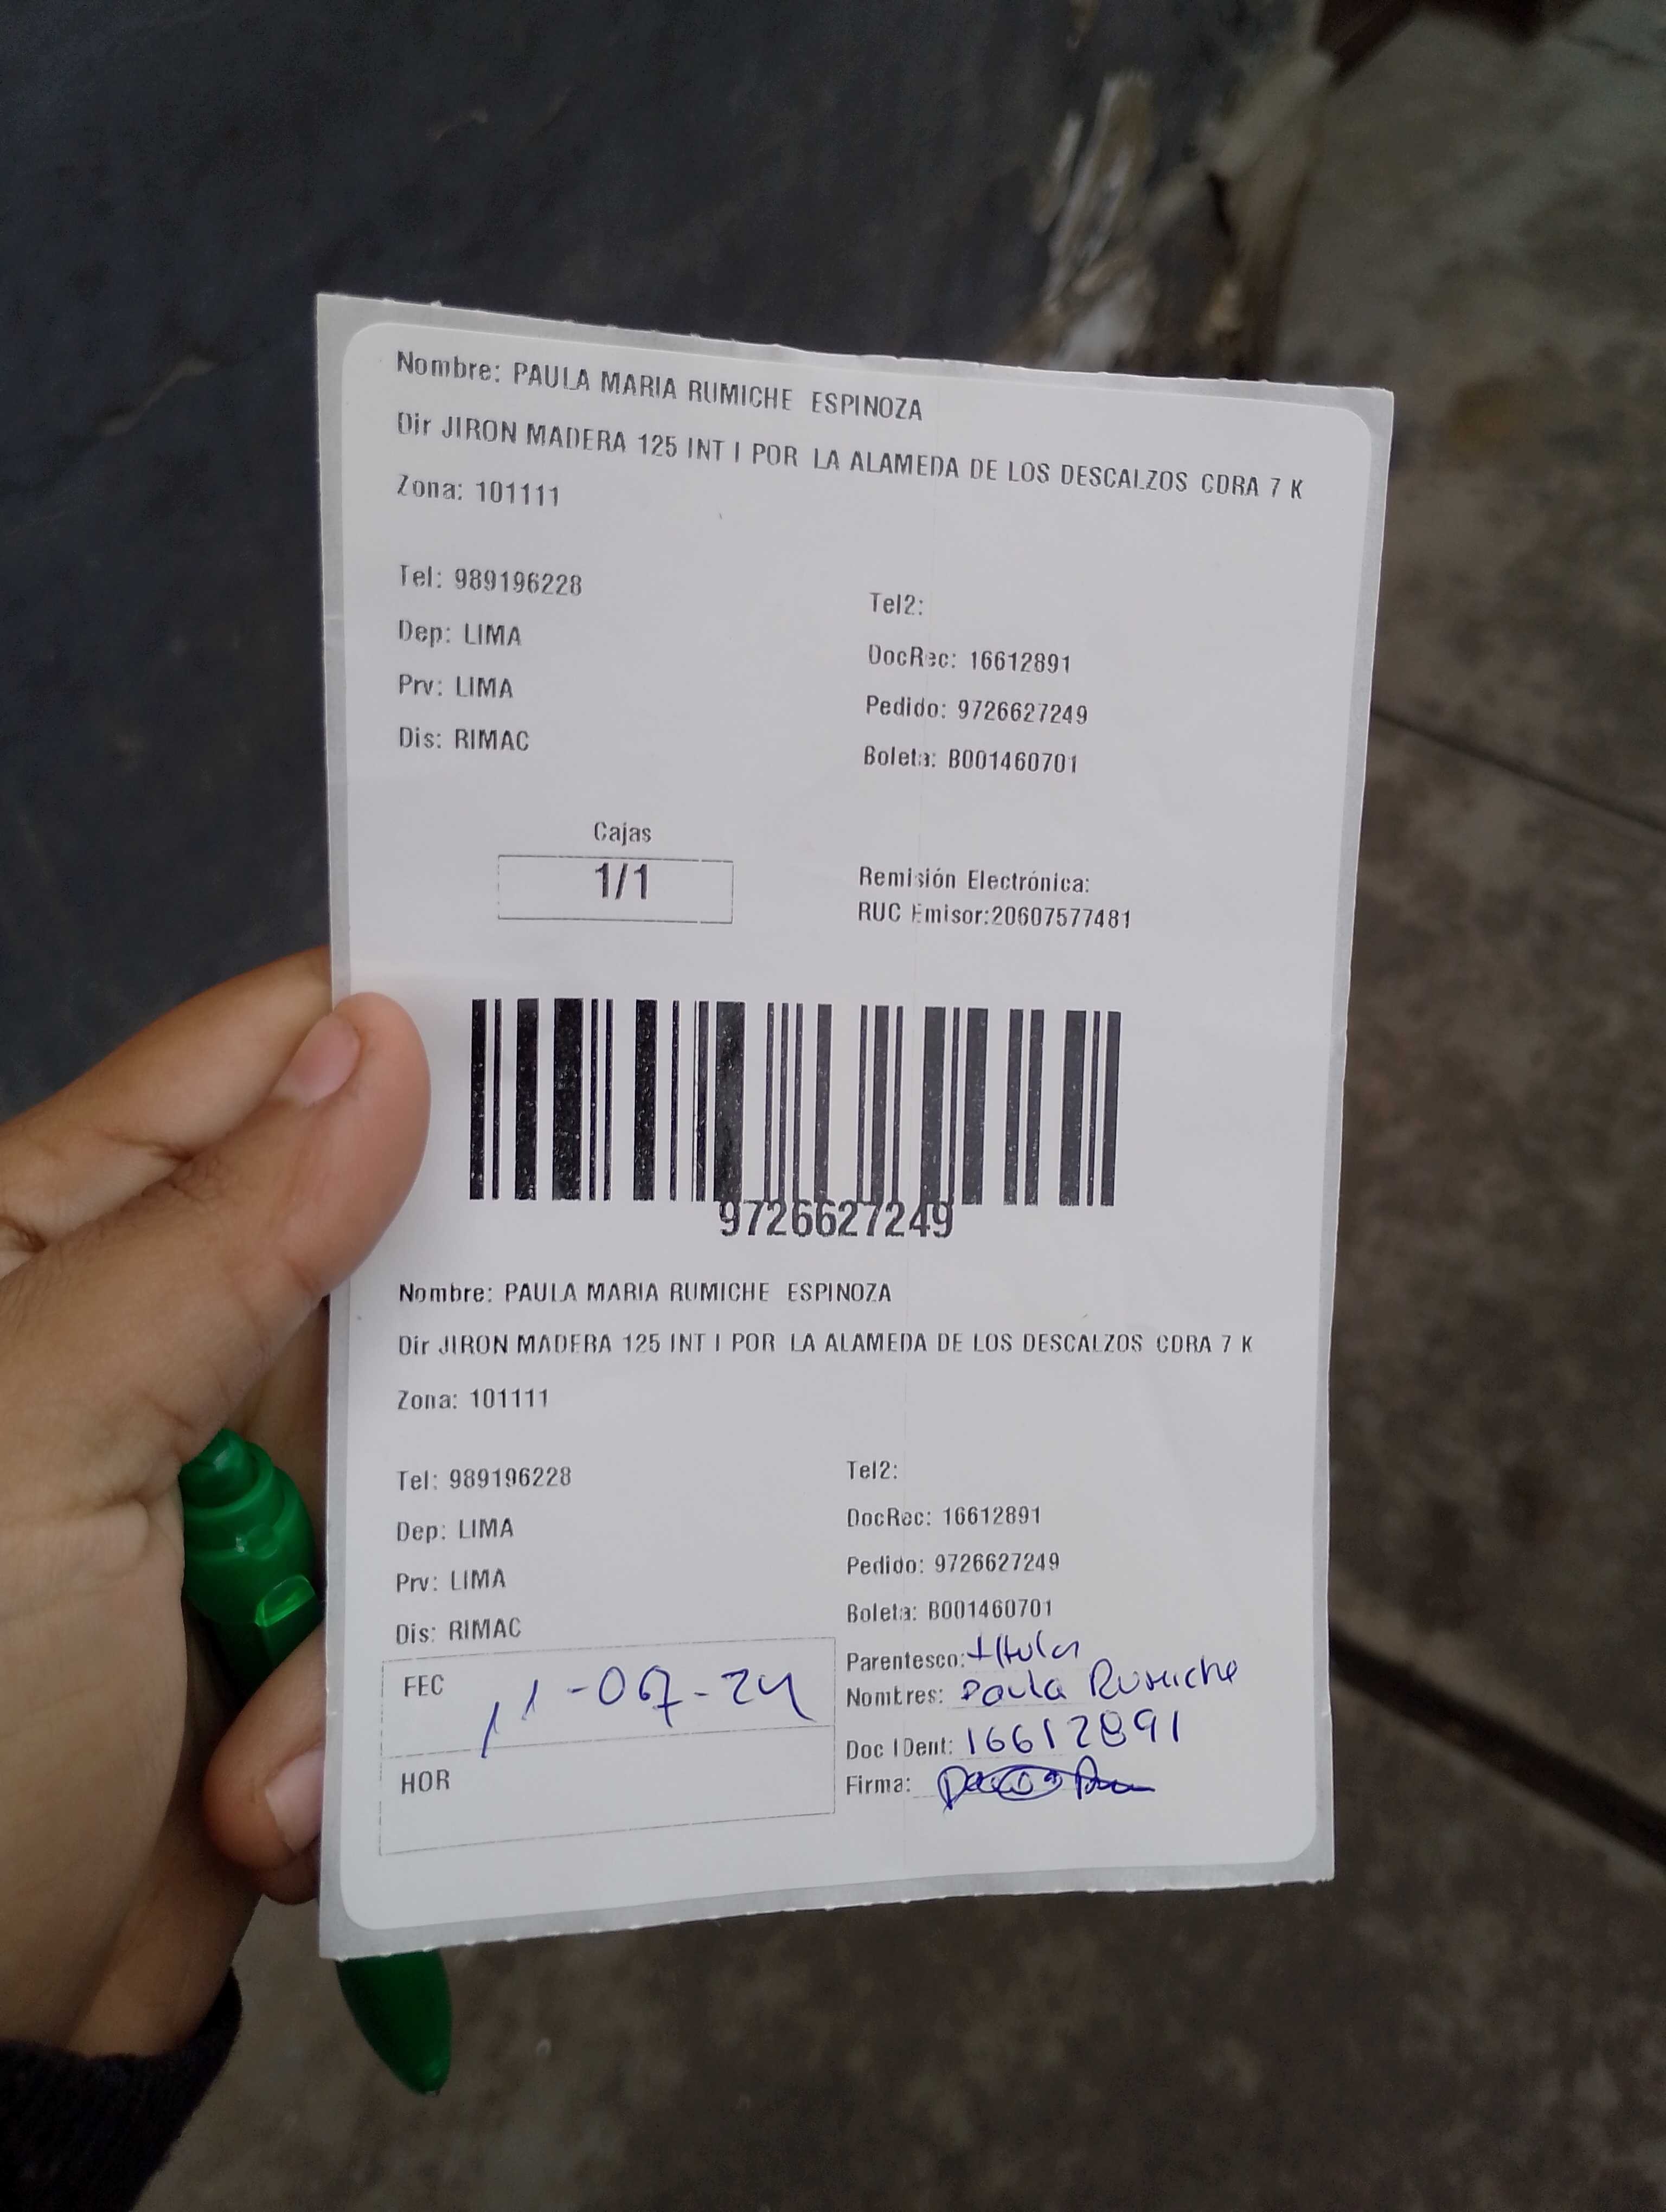 Nombre: PAULA MARIA RUMICHE ESPINOZA
Dir JIRON MADERA 125 INT I POR LA ALAMEDA DE LOS DESCALZOS CDRA 7 K
Zona: 101111
Tel: 989196228
Tel2:
Dep: LIMA
DocRec: 16612891
Prv: LIMA
Pedido: 9726627249
Dis: RIMAC
Boleta: B001460701
Cajas
1/1
Remisión Electrónica:
RUC Emisor:20607577481
9726627249
Nombre: PAULA MARIA RUMICHE ESPINOZA
Dir JIRON MADERA 125 INT I POR LA ALAMEDA DE LOS DESCALZOS CDRA 7 K
Zona: 101111
Tel: 989196228
Tel2:
Dep: LIMA
DocRec: 16612891
Prv: LIMA
Pedido: 9726627249
Dis: RIMAC
Boleta: B001460701
FEC 11-07-24
HOR
Parentesco: titular
Nombres: Paula Rumiche
Doc IDent: 16612891
Firma: